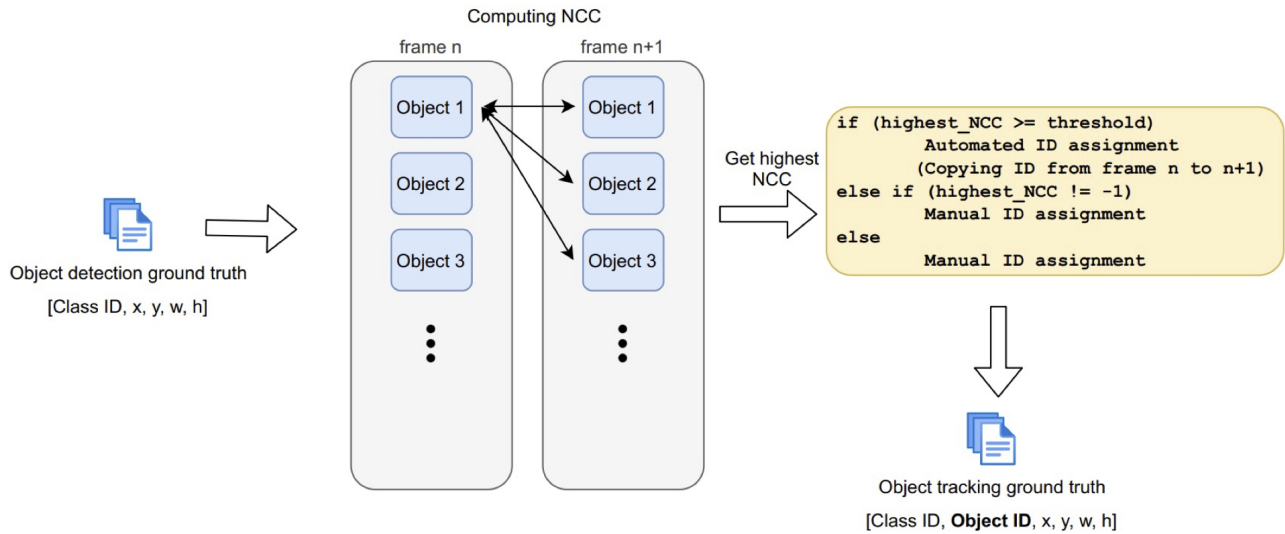 Computing NCC
frame n
frame n+1
Object 1
Object 1
Object 2
Object 2
Object 3
Object 3
Object detection ground truth
[Class ID, x, y, w, h]
Get highest
NCC
if (highest_NCC >= threshold)
Automated ID assignment
(Copying ID from frame n to n+1)
else if (highest_NCC != -1)
Manual ID assignment
else
Manual ID assignment
Object tracking ground truth
[Class ID, Object ID, x, y, w, h]